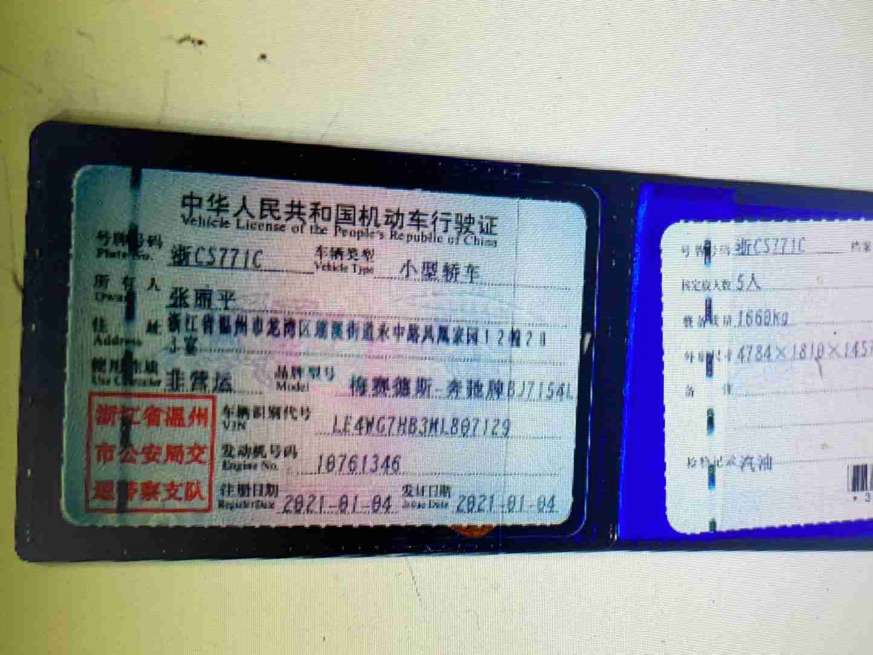 中华人民共和国机动车行驶证
Vehicle License of the People's Republic of China
号牌号码 浙CS771C 车辆类型 小型轿车
Plate No. Vehicle Type
所有人 张丽平
Owner
住址 浙江省温州市龙湾区瑶溪街道永中路凤凰家园12幢
Address 室
使用性质 非营运 品牌型号 梅赛德斯-奔驰牌BJ7154L
Use Character Model
浙江省温州
市公安局交
通警察支队
车辆识别代号 LE4WG7HB3ML807129
VIN
发动机号码 10761346
Engine No.
注册日期 2021-01-04 发证日期 2021-01-04
Register Date Issue Date
号牌号码 浙CS771C 档案
核定载人数 5人
整备质量 1660kg
外廓尺寸 4784×1810×1457
备注
检验记录 汽油